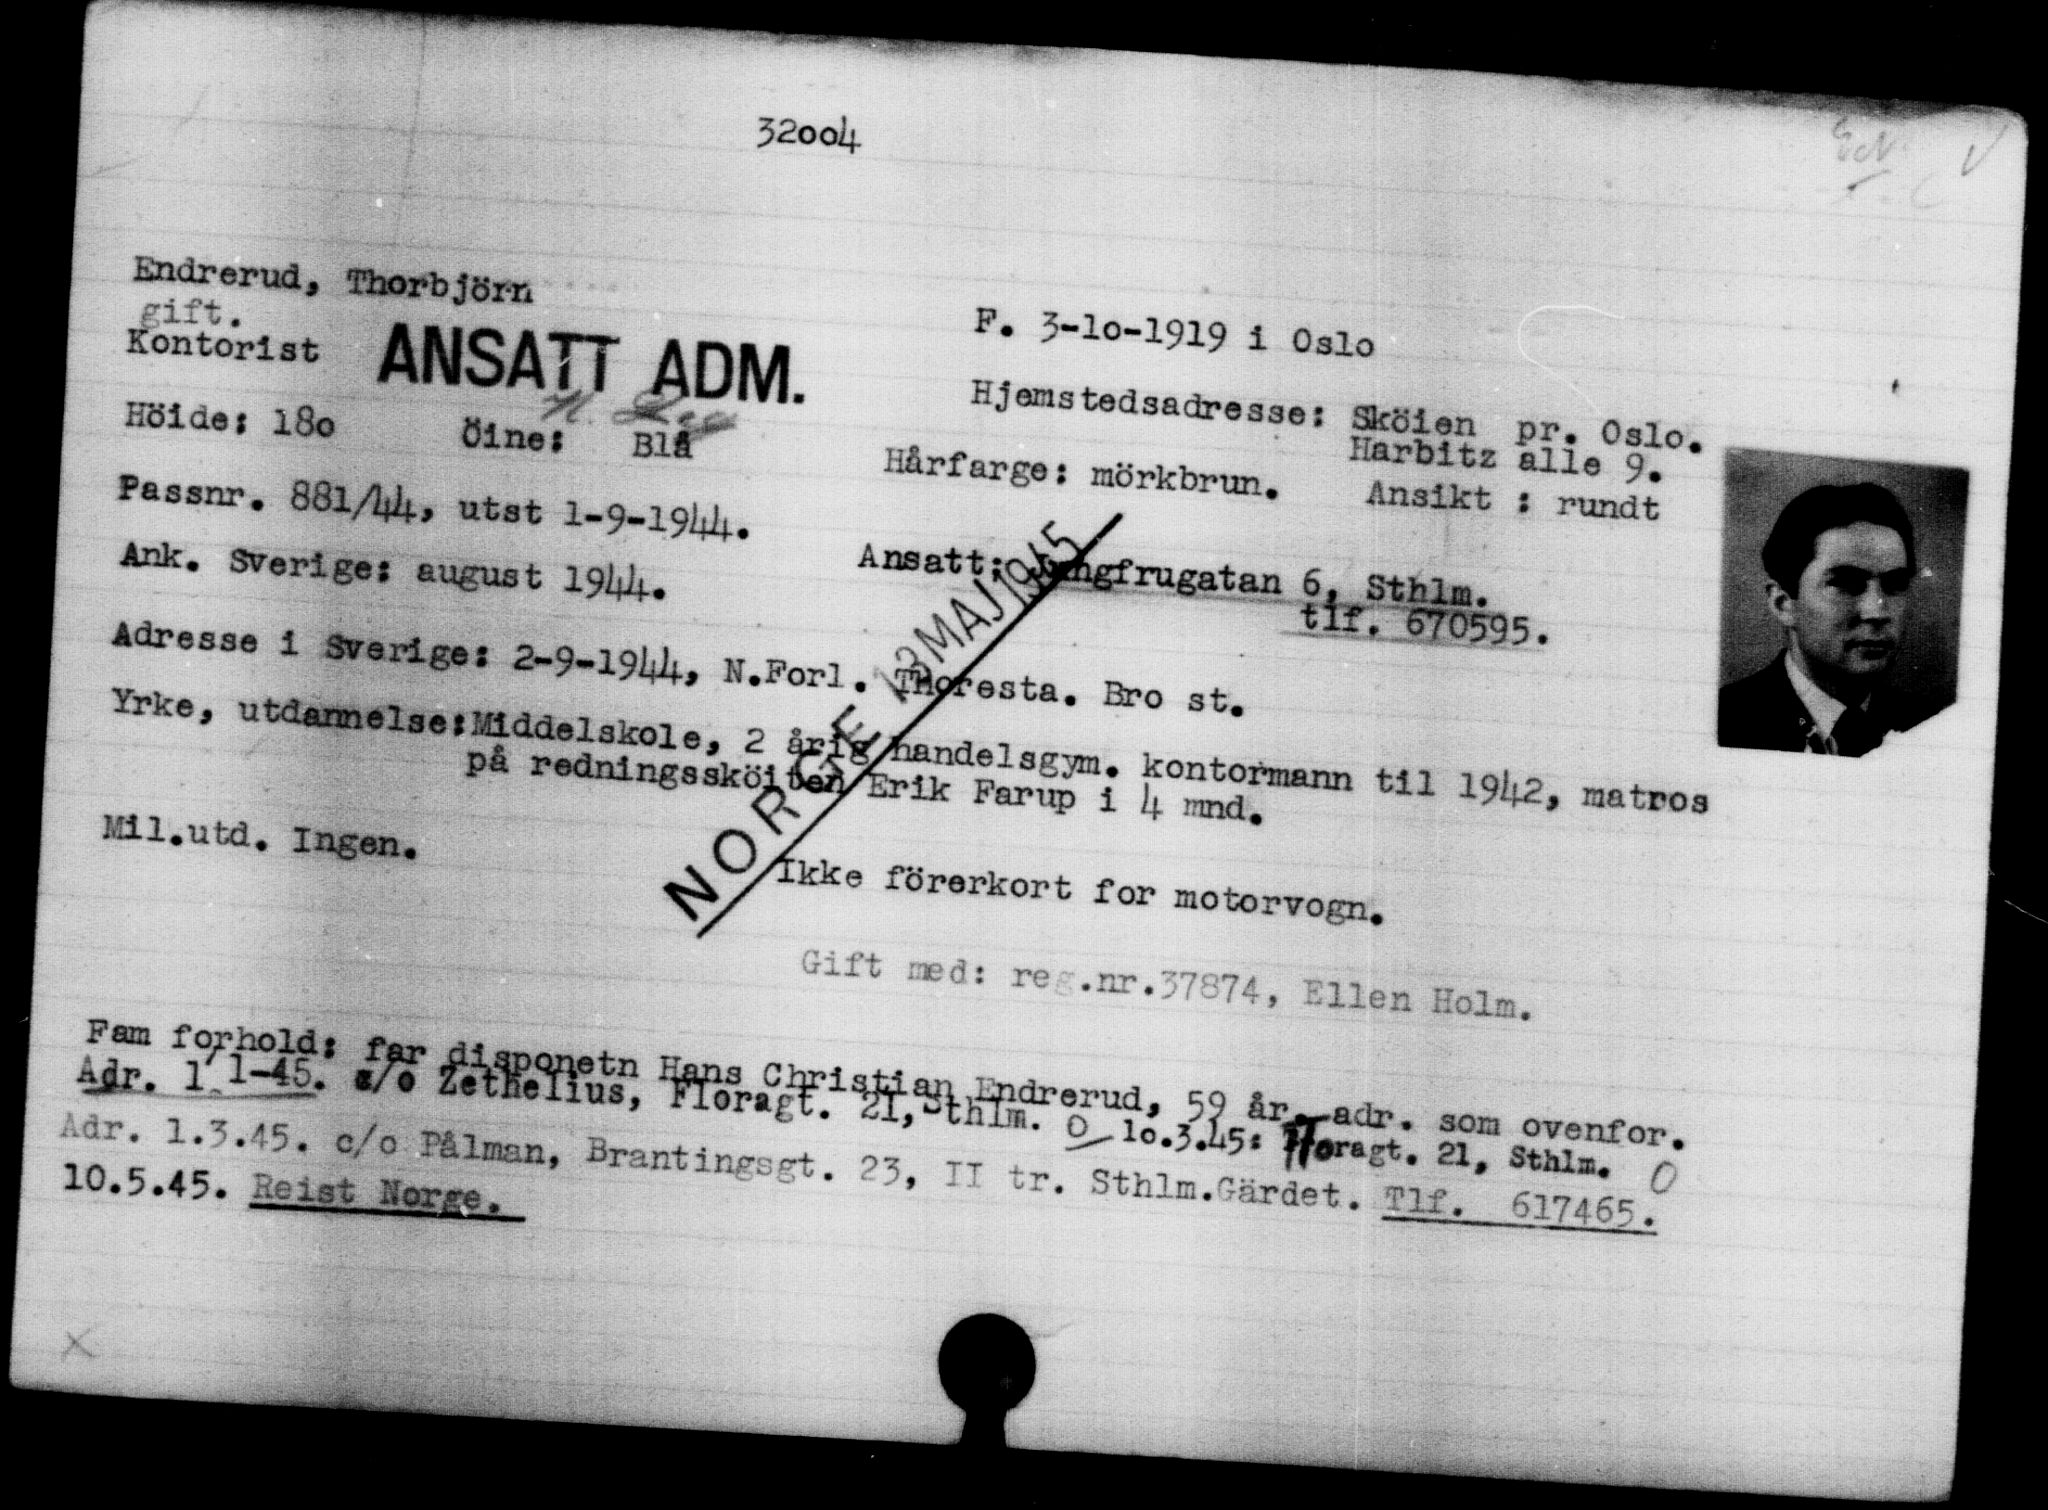 32004
Endrerud, Thorbjörn
gift.
Kontorist
ANSATT ADM.
F. 3-10-1919 i Oslo
Hjemstedsadresse: Sköien pr. Oslo.
Harbitz alle 9.
Höide: 180 Öine: Blå Hårfarge: mörkbrun. Ansikt : rundt
Passnr. 881/44, utst 1-9-1944.
Ank. Sverige: august 1944. Ansatt: Jungfrugatan 6, Sthlm.
tlf. 670595.
Adresse i Sverige: 2-9-1944, N.Forl. Thoresta. Bro st.
Yrke, utdannelse: Middelskole, 2 årig handelsgym. kontormann til 1942, matros
på redningssköiten Erik Farup i 4 mnd.
NORGE 13 MAJ 1945
Mil.utd. Ingen.
Ikke förerkort for motorvogn.
Gift med: reg.nr.37874, Ellen Holm.
Fam forhold: far disponetn Hans Christian Endrerud, 59 år, adr. som ovenfor.
Adr. 1/1-45. c/o Zethelius, Floragt. 21, Sthlm. O 10.3.45: Floragt. 21, Sthlm. O
Adr. 1.3.45. c/o Pålman, Brantingsgt. 23, II tr. Sthlm.Gärdet. Tlf. 617465.
10.5.45. Reist Norge.
X